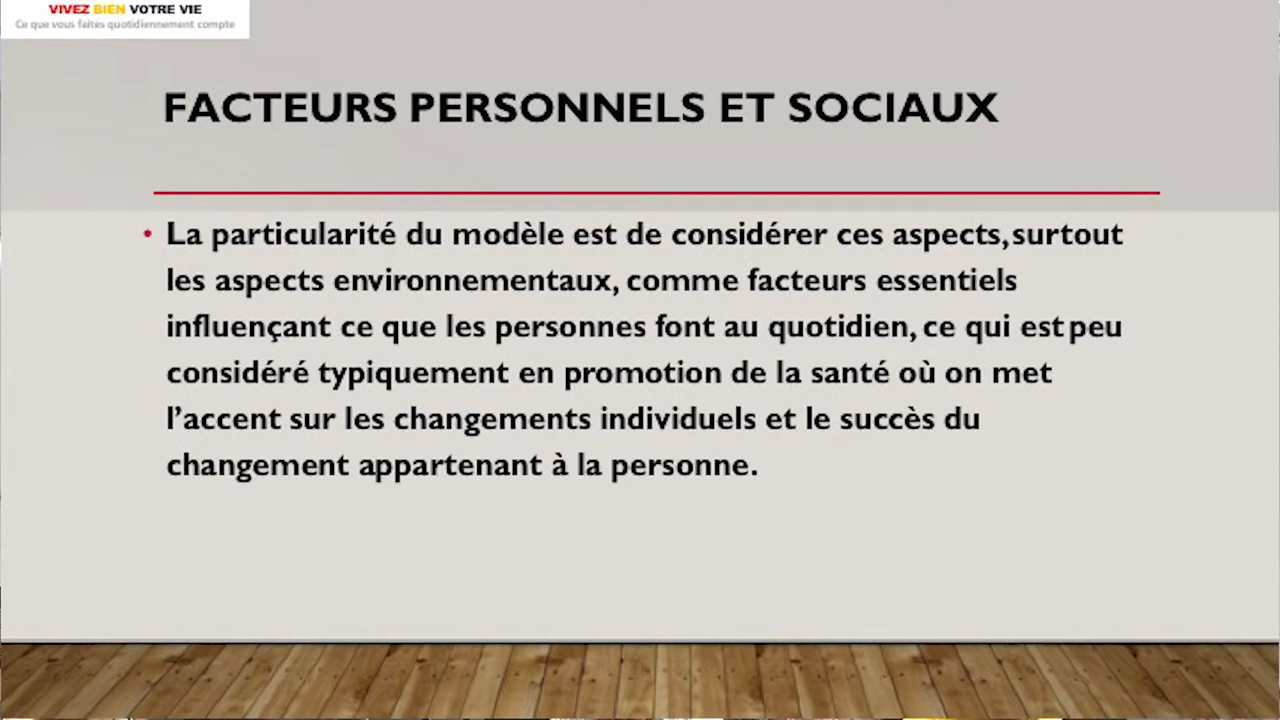 VIVEZ BIEN VOTRE VIE
Ce que vous faites quotidiennement compte
FACTEURS PERSONNELS ET SOCIAUX
• La particularité du modèle est de considérer ces aspects, surtout
les aspects environnementaux, comme facteurs essentiels
influençant ce que les personnes font au quotidien, ce qui est peu
considéré typiquement en promotion de la santé où on met
l’accent sur les changements individuels et le succès du
changement appartenant à la personne.